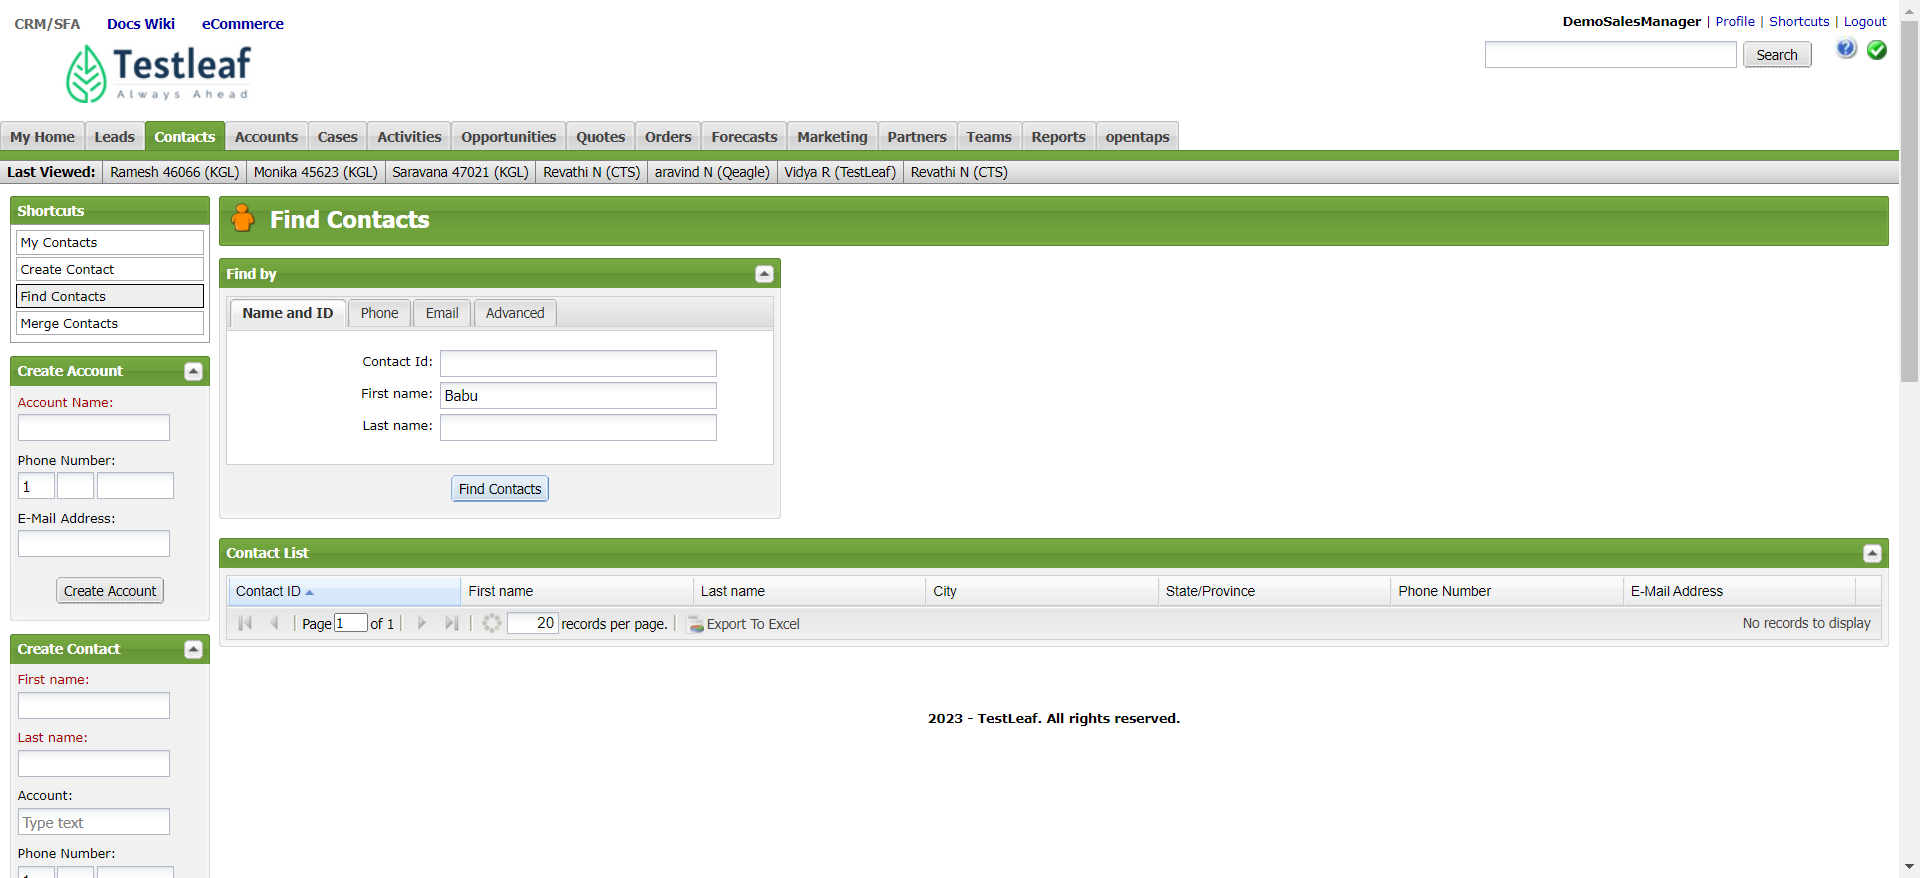 CRM/SFA Docs Wiki eCommerce
DemoSalesManager | Profile | Shortcuts | Logout
Search
Testleaf
Always Ahead
My Home Leads Contacts Accounts Cases Activities Opportunities Quotes Orders Forecasts Marketing Partners Teams Reports opentaps
Last Viewed: Ramesh 46066 (KGL) Monika 45623 (KGL) Saravana 47021 (KGL) Revathi N (CTS) aravind N (Qeagle) Vidya R (TestLeaf) Revathi N (CTS)
Shortcuts
My Contacts
Create Contact
Find Contacts
Merge Contacts
Create Account
Account Name:
Phone Number:
1
E-Mail Address:
Create Account
Create Contact
First name:
Last name:
Account:
Type text
Phone Number:
Find Contacts
Find by
Name and ID Phone Email Advanced
Contact Id:
First name: Babu
Last name:
Find Contacts
Contact List
Contact ID First name Last name City State/Province Phone Number E-Mail Address
| Page 1 of 1 | | 20 records per page. | Export To Excel No records to display
2023 - TestLeaf. All rights reserved.